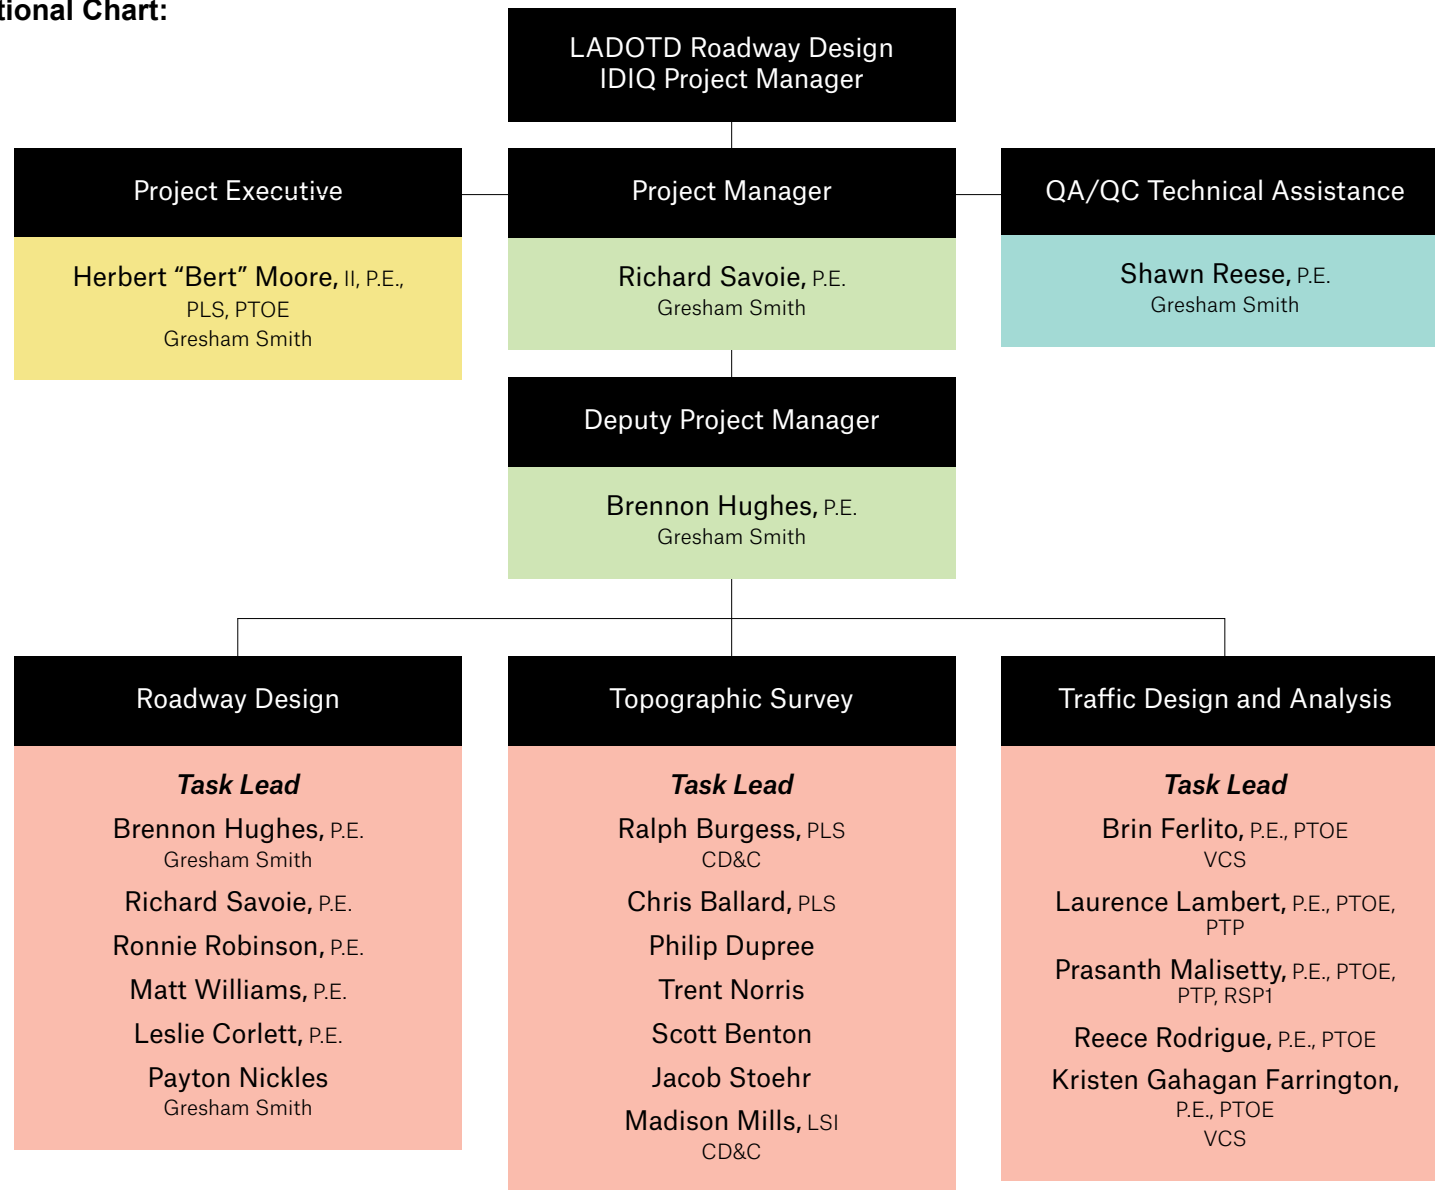 tional Chart:
LADOTD Roadway Design
IDIQ Project Manager
Project Executive
Herbert “Bert” Moore, II, P.E.,
PLS, PTOE
Gresham Smith
Project Manager
Richard Savoie, P.E.
Gresham Smith
QA/QC Technical Assistance
Shawn Reese, P.E.
Gresham Smith
Deputy Project Manager
Brennon Hughes, P.E.
Gresham Smith
Roadway Design
Task Lead
Brennon Hughes, P.E.
Gresham Smith
Richard Savoie, P.E.
Ronnie Robinson, P.E.
Matt Williams, P.E.
Leslie Corlett, P.E.
Payton Nickles
Gresham Smith
Topographic Survey
Task Lead
Ralph Burgess, PLS
CD&C
Chris Ballard, PLS
Philip Dupree
Trent Norris
Scott Benton
Jacob Stoehr
Madison Mills, LSI
CD&C
Traffic Design and Analysis
Task Lead
Brin Ferlito, P.E., PTOE
VCS
Laurence Lambert, P.E., PTOE,
PTP
Prasanth Malisetty, P.E., PTOE,
PTP, RSP1
Reece Rodrigue, P.E., PTOE
Kristen Gahagan Farrington,
P.E., PTOE
VCS